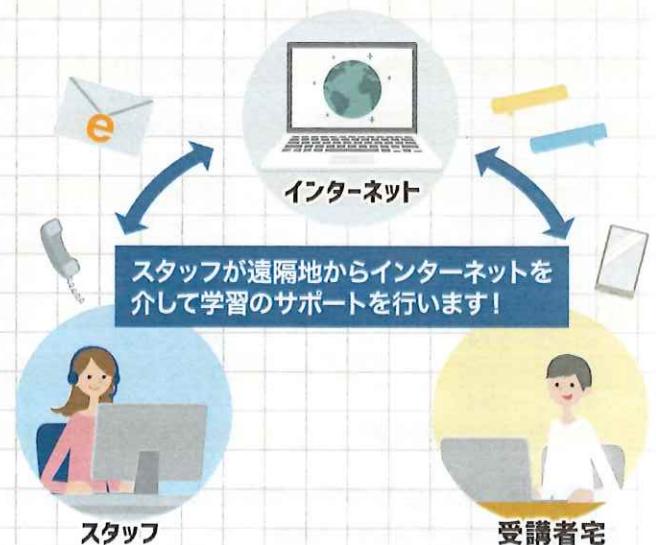 e
インターネット
スタッフが遠隔地からインターネットを
介して学習のサポートを行います！
スタッフ
受講者宅